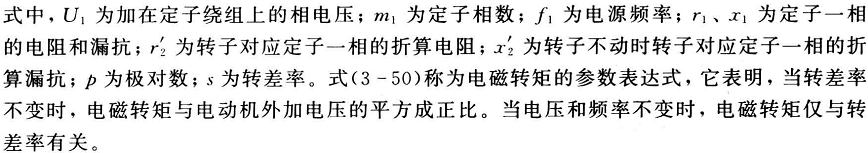 式中，U₁ 为加在定子绕组上的相电压；m₁ 为定子相数；f₁ 为电源频率；r₁、x₁ 为定子一相
的电阻和漏抗；r′₂ 为转子对应定子一相的折算电阻；x′₂ 为转子不动时转子对应定子一相的折
算漏抗；p 为极对数；s 为转差率。式(3－50)称为电磁转矩的参数表达式，它表明，当转差率
不变时，电磁转矩与电动机外加电压的平方成正比。当电压和频率不变时，电磁转矩仅与转
差率有关。